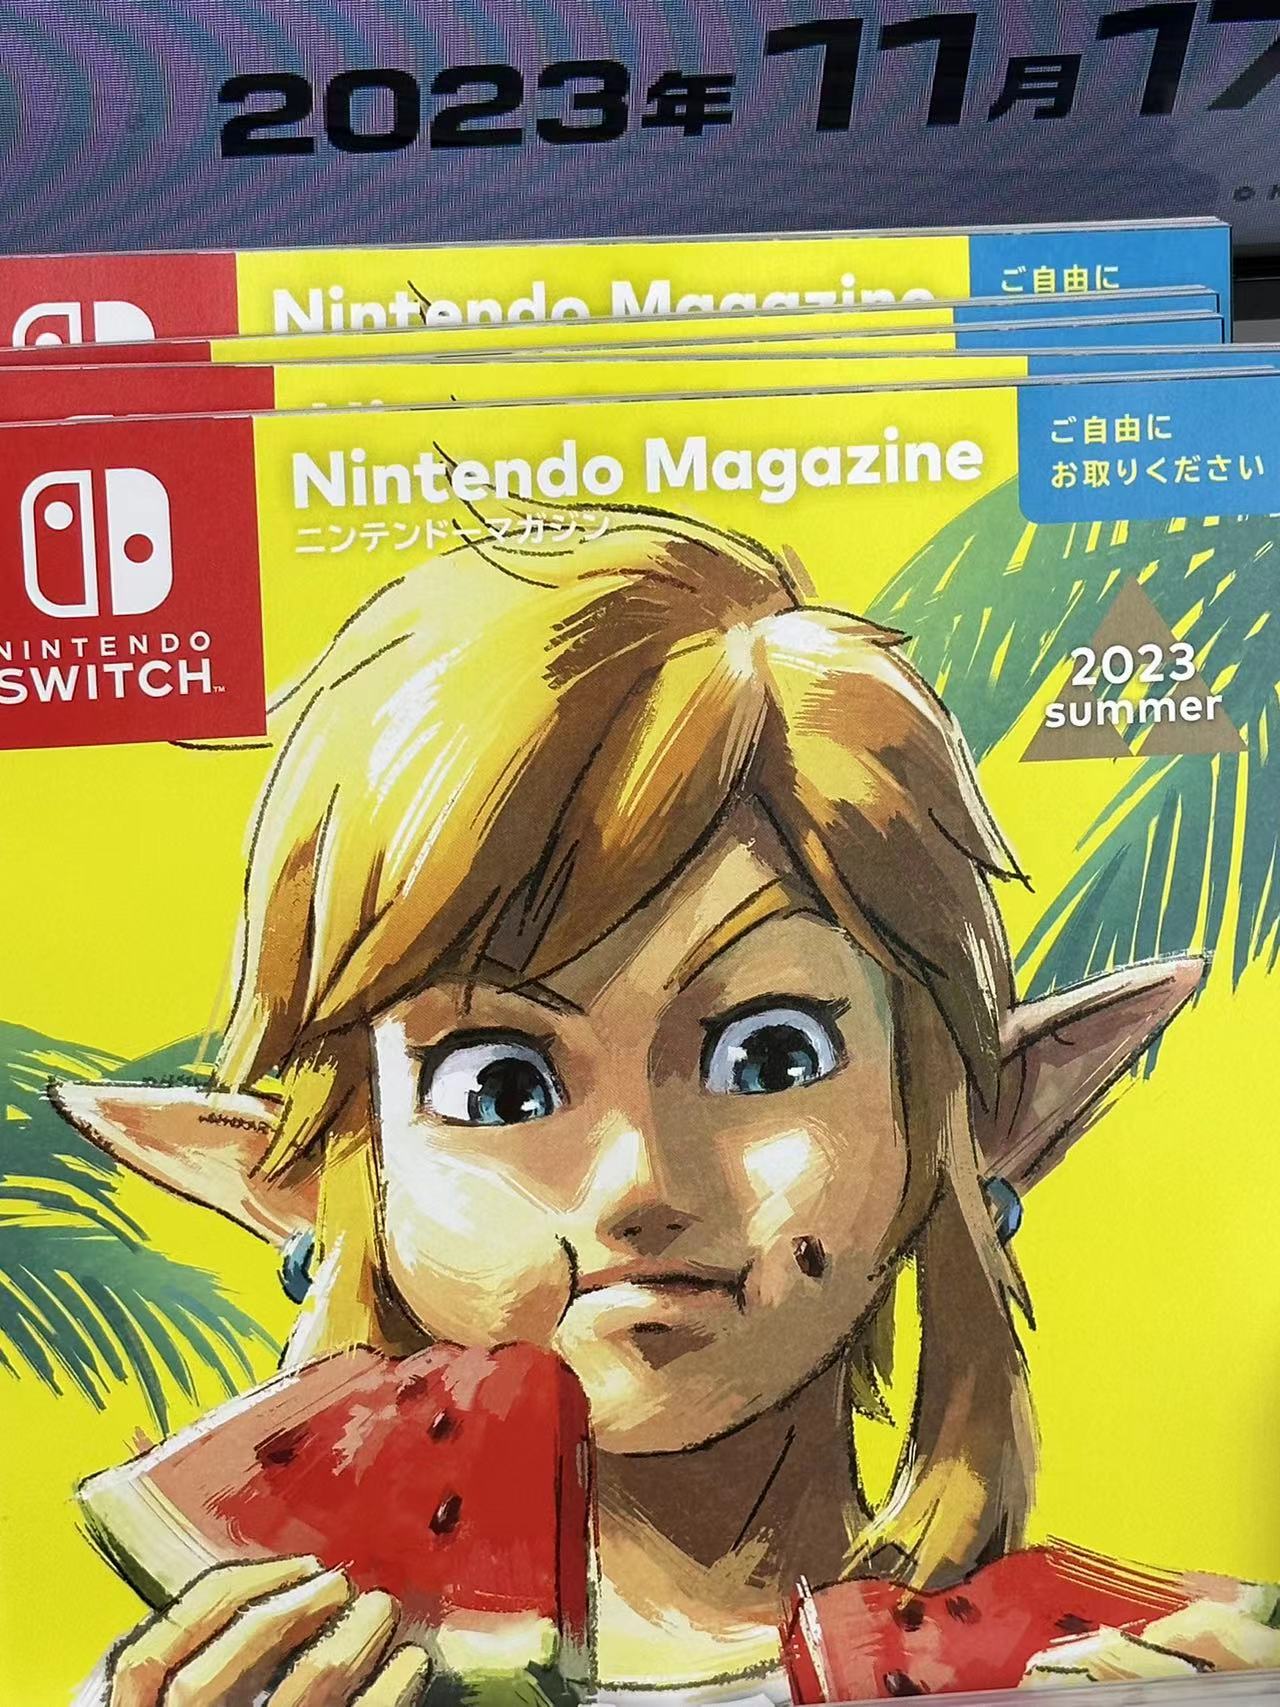 2023年11月17
Nintendo Magazine
ご自由に
Nintendo Magazine
ニンテンドーマガジン
ご自由に
お取りください
NINTENDO
SWITCH™
2023
summer